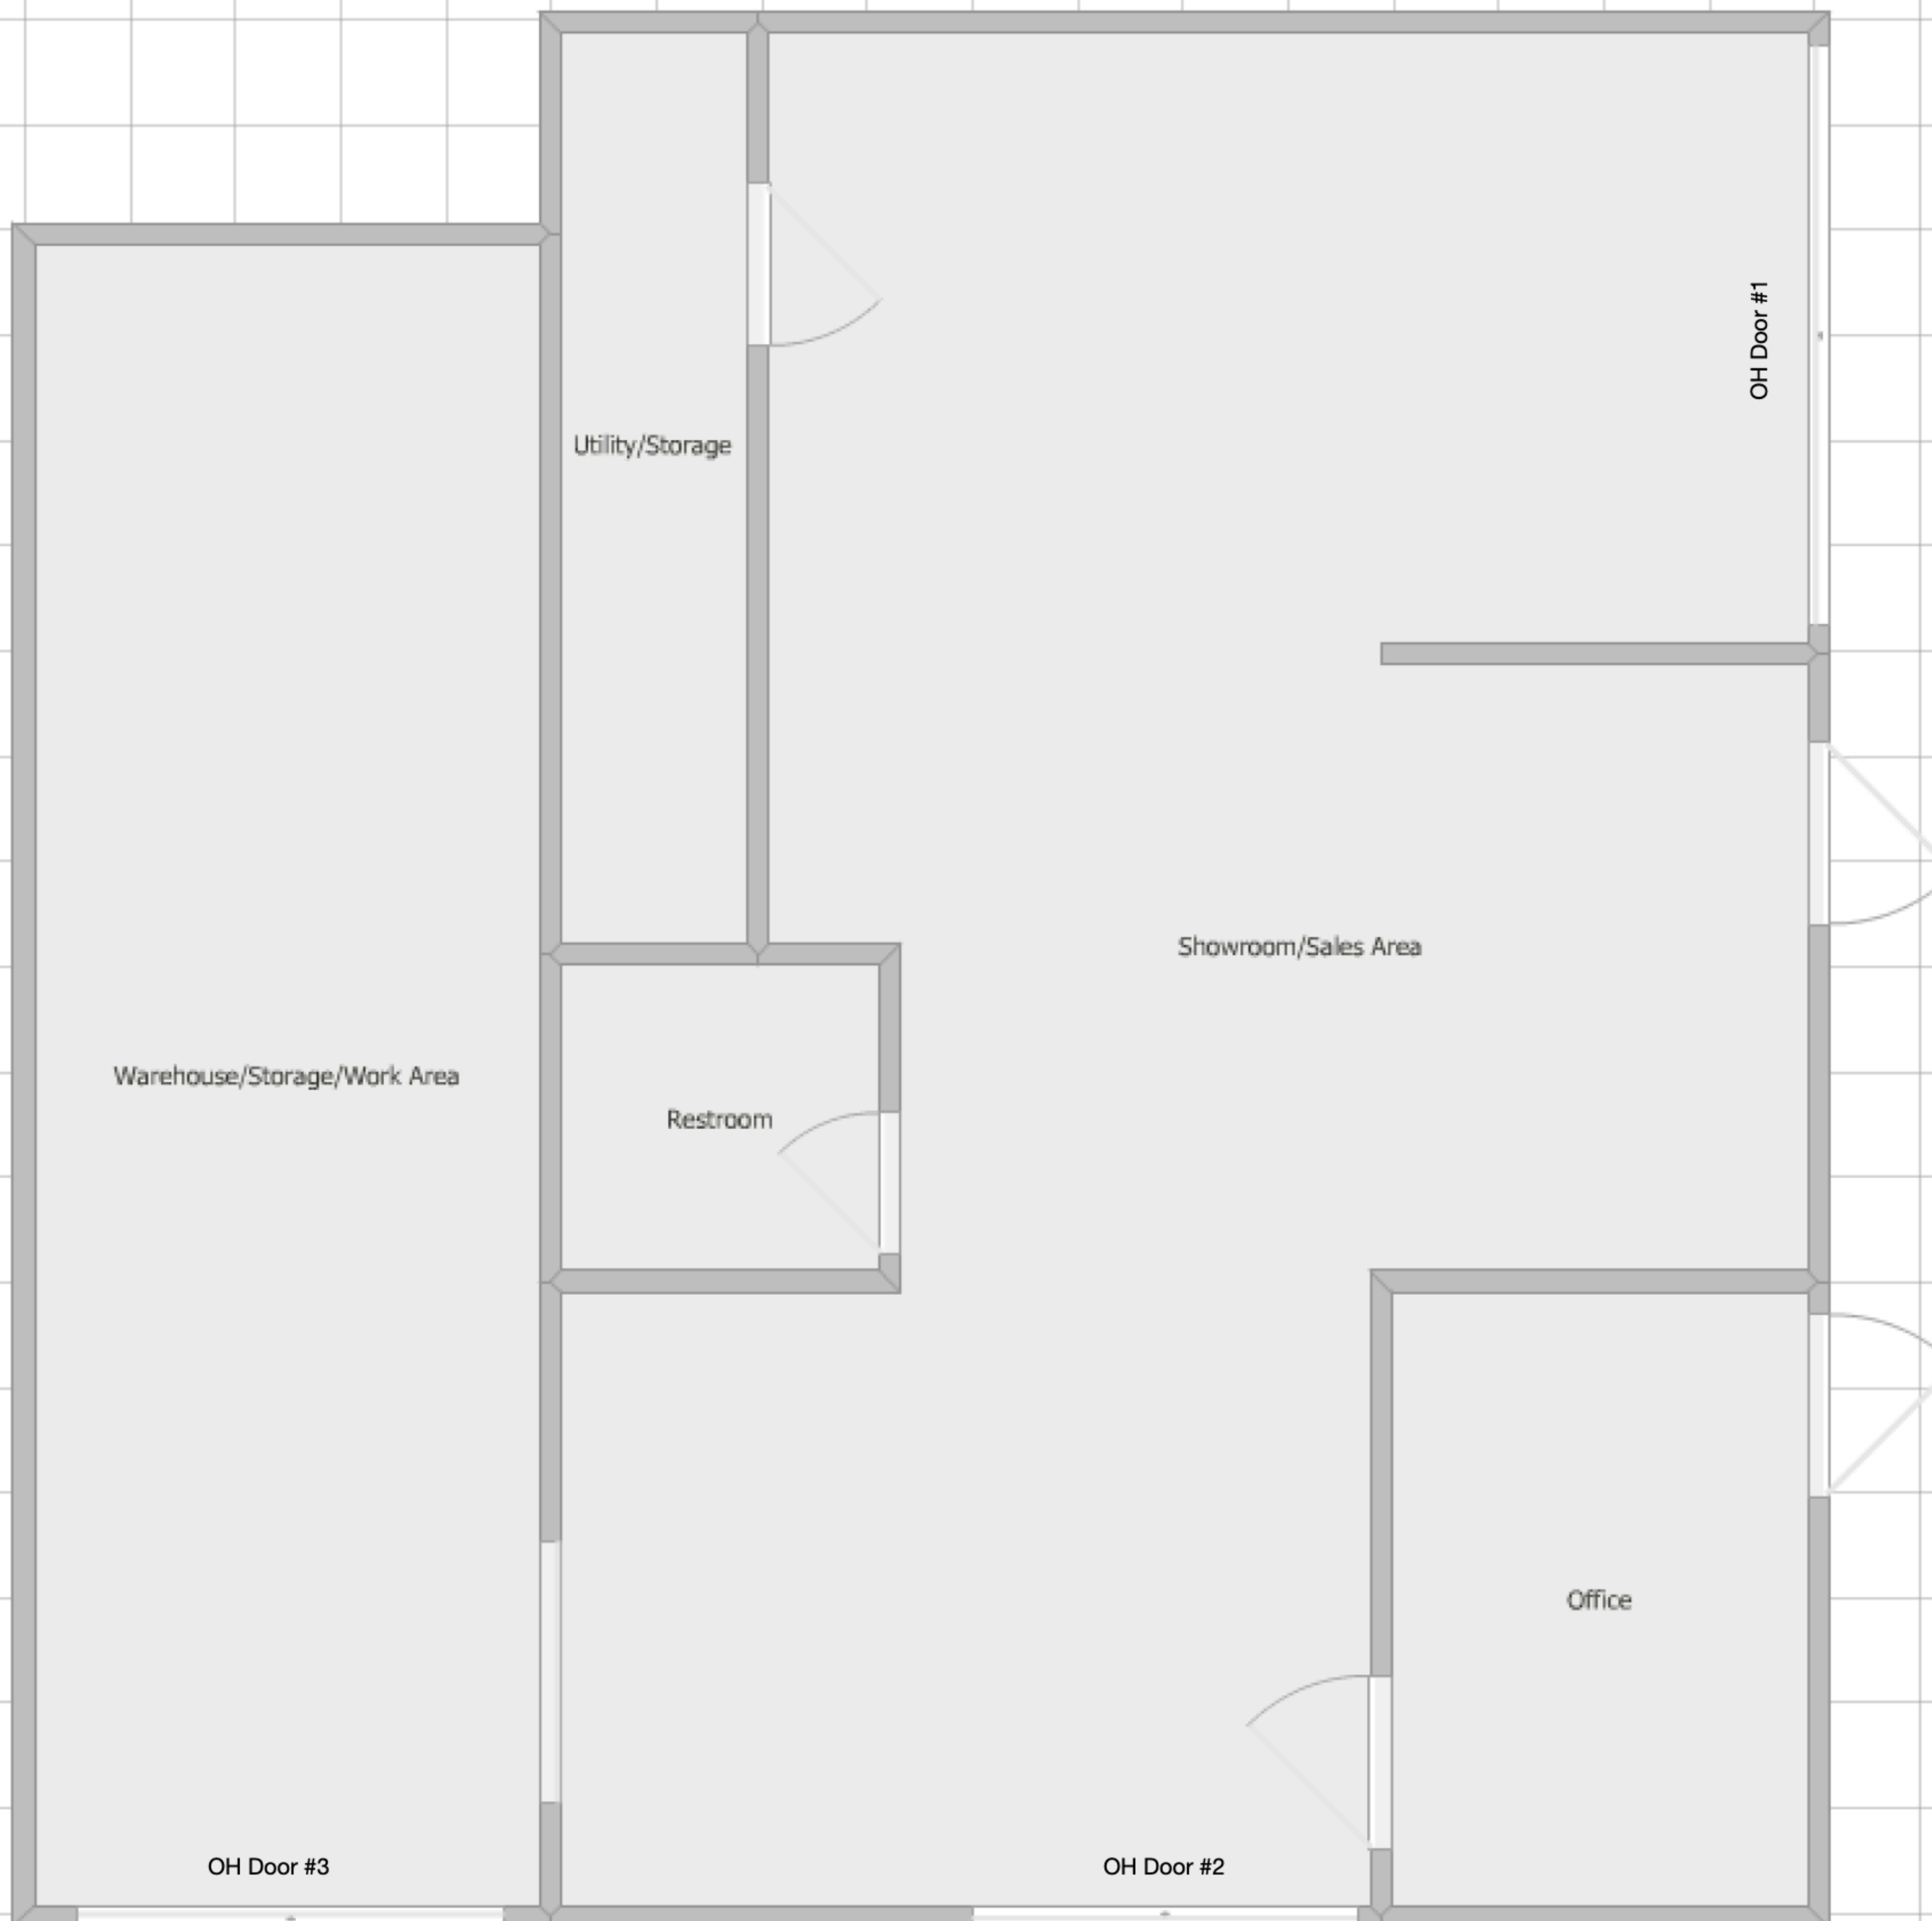 OH Door #1
Utility/Storage
Showroom/Sales Area
Warehouse/Storage/Work Area
Restroom
Office
OH Door #3
OH Door #2